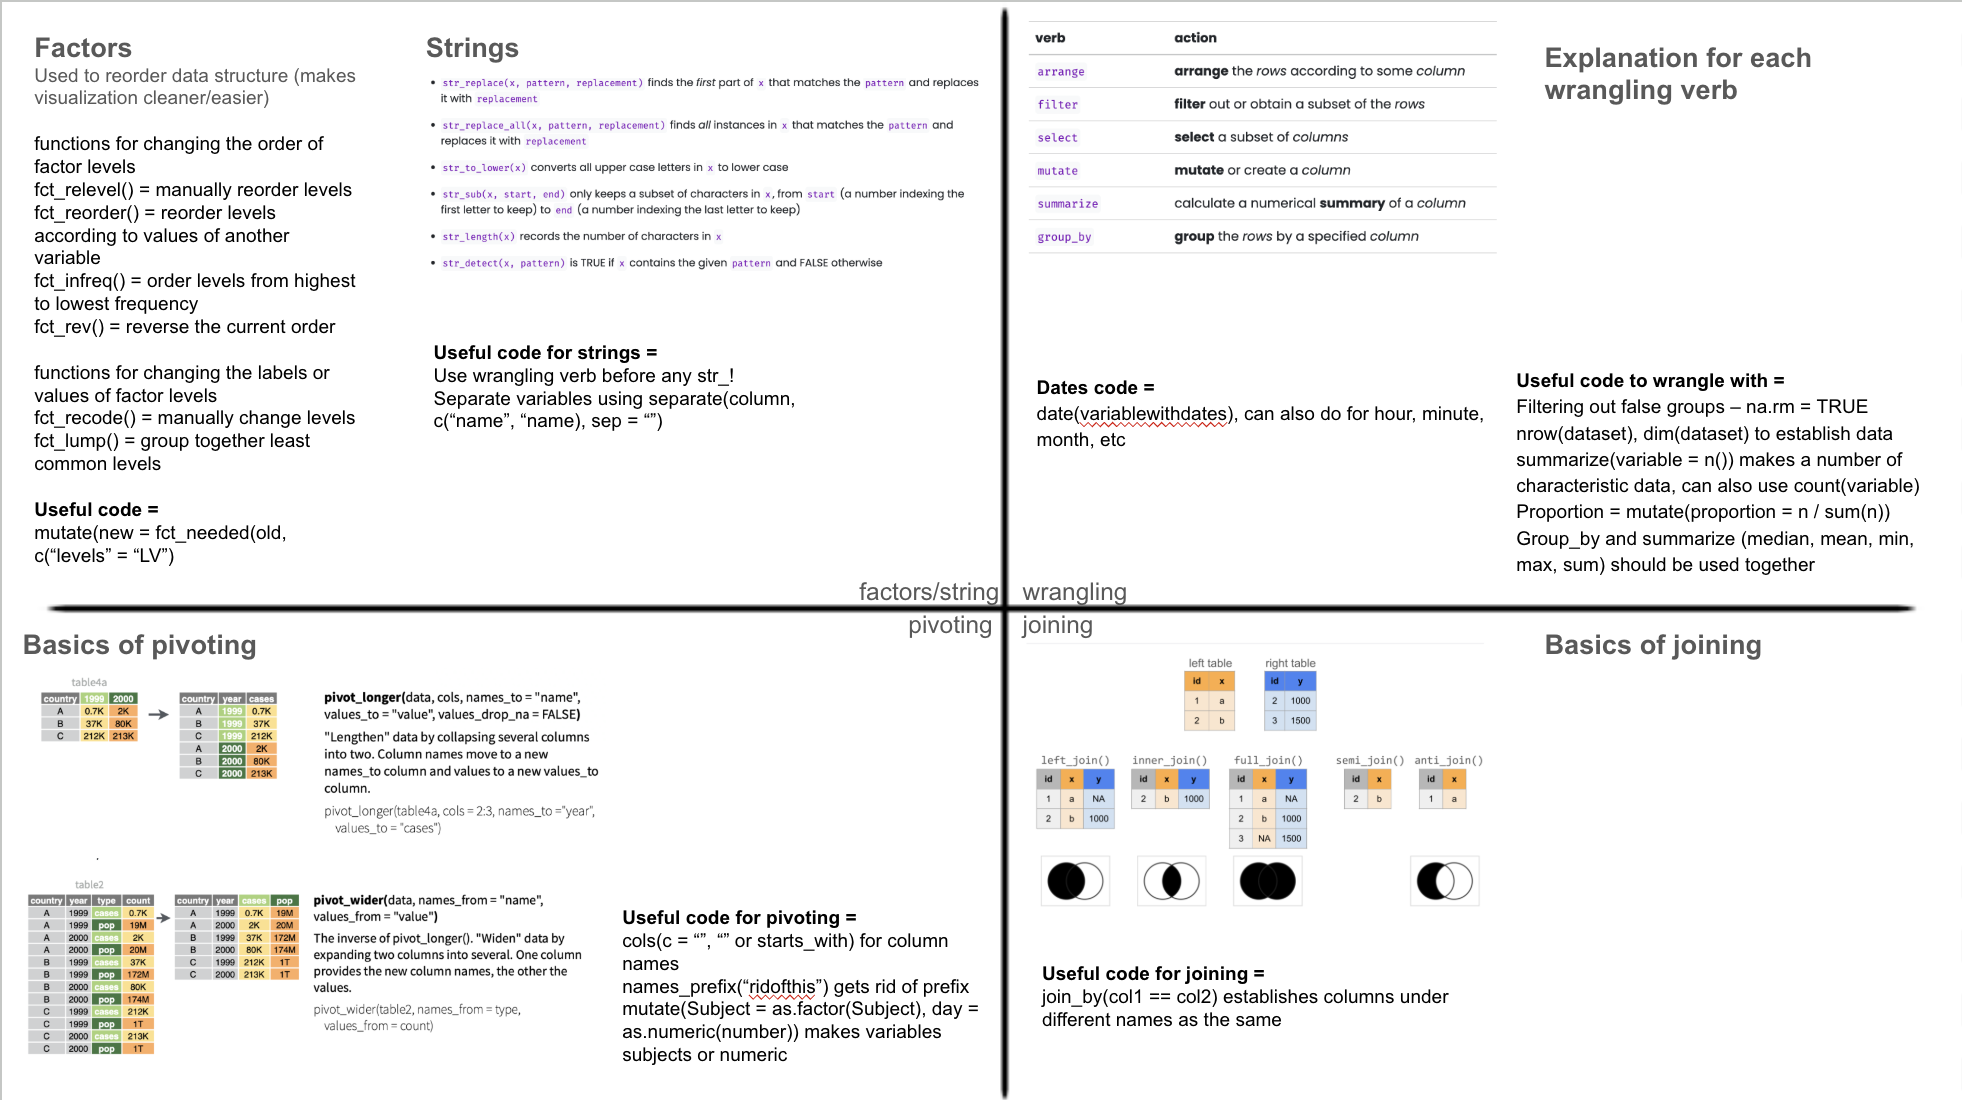 Factors
Used to reorder data structure (makes
visualization cleaner/easier)
functions for changing the order of
factor levels
fct_relevel() = manually reorder levels
fct_reorder() = reorder levels
according to values of another
variable
fct_infreq() = order levels from highest
to lowest frequency
fct_rev() = reverse the current order
functions for changing the labels or
values of factor levels
fct_recode() = manually change levels
fct_lump() = group together least
common levels
Useful code =
mutate(new = fct_needed(old,
c(“levels” = “LV”)
Strings
• str_replace(x, pattern, replacement) finds the first part of x that matches the pattern and replaces
it with replacement
• str_replace_all(x, pattern, replacement) finds all instances in x that matches the pattern and
replaces it with replacement
• str_to_lower(x) converts all upper case letters in x to lower case
• str_sub(x, start, end) only keeps a subset of characters in x, from start (a number indexing the
first letter to keep) to end (a number indexing the last letter to keep)
• str_length(x) records the number of characters in x
• str_detect(x, pattern) is TRUE if x contains the given pattern and FALSE otherwise
Useful code for strings =
Use wrangling verb before any str_!
Separate variables using separate(column,
c(“name”, “name), sep = “”)
factors/string
verb action
arrange arrange the rows according to some column
filter filter out or obtain a subset of the rows
select select a subset of columns
mutate mutate or create a column
summarize calculate a numerical summary of a column
group_by group the rows by a specified column
Explanation for each
wrangling verb
Dates code =
date(variablewithdates), can also do for hour, minute,
month, etc
Useful code to wrangle with =
Filtering out false groups – na.rm = TRUE
nrow(dataset), dim(dataset) to establish data
summarize(variable = n()) makes a number of
characteristic data, can also use count(variable)
Proportion = mutate(proportion = n / sum(n))
Group_by and summarize (median, mean, min,
max, sum) should be used together
wrangling
pivoting
Basics of pivoting
table4a
country 1999 2000
A 0.7K 2K
B 37K 80K
C 212K 213K
country year cases
A 1999 0.7K
B 1999 37K
C 1999 212K
A 2000 2K
B 2000 80K
C 2000 213K
pivot_longer(data, cols, names_to = "name",
values_to = "value", values_drop_na = FALSE)
"Lengthen" data by collapsing several columns
into two. Column names move to a new
names_to column and values to a new values_to
column.
pivot_longer(table4a, cols = 2:3, names_to ="year",
values_to = "cases")
.
table2
country year type count
A 1999 cases 0.7K
A 1999 pop 19M
A 2000 cases 2K
A 2000 pop 20M
B 1999 cases 37K
B 1999 pop 172M
B 2000 cases 80K
B 2000 pop 174M
C 1999 cases 212K
C 1999 pop 1T
C 2000 cases 213K
C 2000 pop 1T
country year cases pop
A 1999 0.7K 19M
A 2000 2K 20M
B 1999 37K 172M
B 2000 80K 174M
C 1999 212K 1T
C 2000 213K 1T
pivot_wider(data, names_from = "name",
values_from = "value")
The inverse of pivot_longer(). "Widen" data by
expanding two columns into several. One column
provides the new column names, the other the
values.
pivot_wider(table2, names_from = type,
values_from = count)
Useful code for pivoting =
cols(c = “”, “” or starts_with) for column
names
names_prefix(“ridofthis”) gets rid of prefix
mutate(Subject = as.factor(Subject), day =
as.numeric(number)) makes variables
subjects or numeric
joining
Basics of joining
left table
id x
1 a
2 b
right table
id y
2 1000
3 1500
left_join()
id x y
1 a NA
2 b 1000
inner_join()
id x y
2 b 1000
full_join()
id x y
1 a NA
2 b 1000
3 NA 1500
semi_join()
id x
2 b
anti_join()
id x
1 a
Useful code for joining =
join_by(col1 == col2) establishes columns under
different names as the same